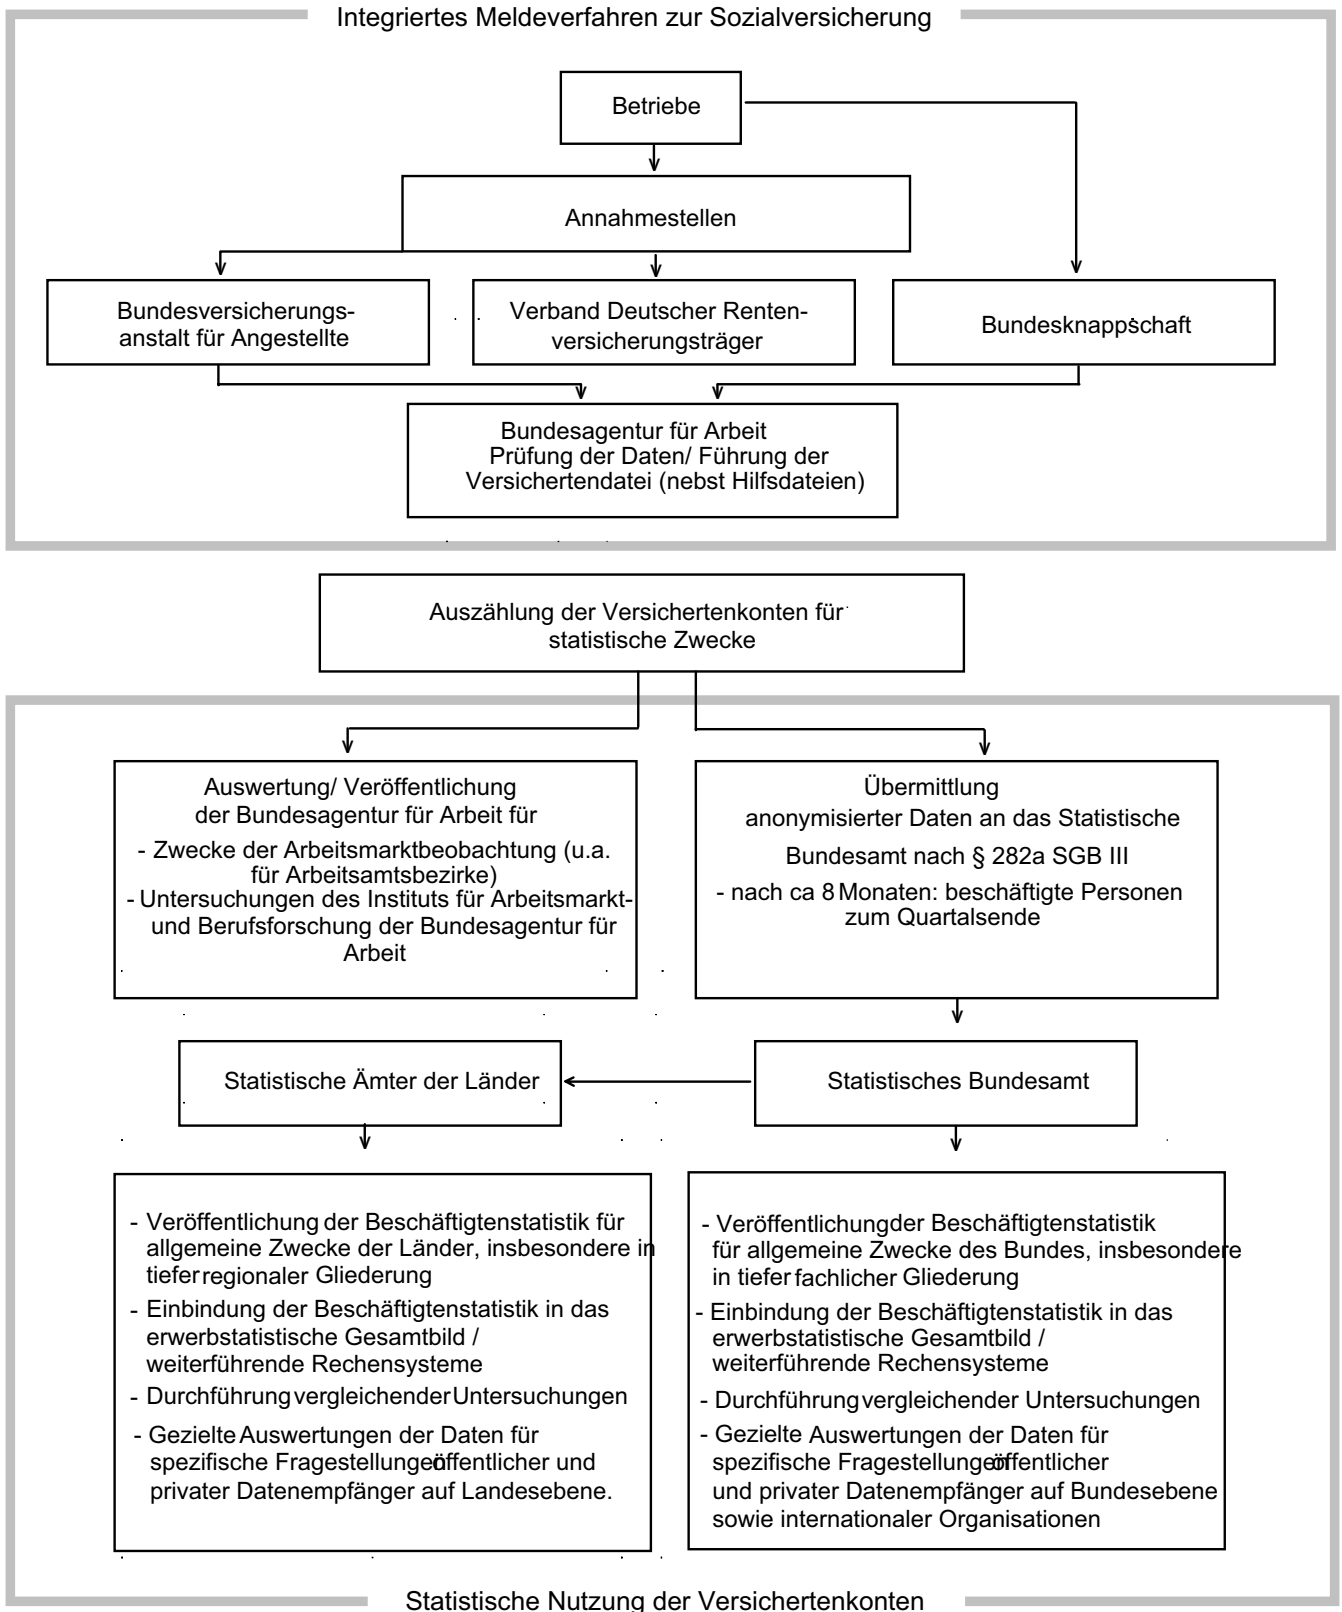 Integriertes Meldeverfahren zur Sozialversicherung
Betriebe
Annahmestellen
Bundesversicherungs-
anstalt für Angestellte
Verband Deutscher Renten-
versicherungsträger
Bundesknappschaft
Bundesagentur für Arbeit
Prüfung der Daten/ Führung der
Versichertendatei (nebst Hilfsdateien)
Auszählung der Versichertenkonten für
statistische Zwecke
Auswertung/ Veröffentlichung
der Bundesagentur für Arbeit für
- Zwecke der Arbeitsmarktbeobachtung (u.a.
für Arbeitsamtsbezirke)
- Untersuchungen des Instituts für Arbeitsmarkt-
und Berufsforschung der Bundesagentur für
Arbeit
Übermittlung
anonymisierter Daten an das Statistische
Bundesamt nach § 282a SGB III
- nach ca 8 Monaten: beschäftigte Personen
zum Quartalsende
Statistische Ämter der Länder
Statistisches Bundesamt
- Veröffentlichung der Beschäftigtenstatistik für
allgemeine Zwecke der Länder, insbesondere in
tiefer regionaler Gliederung
- Einbindung der Beschäftigtenstatistik in das
erwerbstatistische Gesamtbild /
weiterführende Rechensysteme
- Durchführung vergleichender Untersuchungen
- Gezielte Auswertungen der Daten für
spezifische Fragestellungen öffentlicher und
privater Datenempfänger auf Landesebene.
- Veröffentlichung der Beschäftigtenstatistik
für allgemeine Zwecke des Bundes, insbesondere
in tiefer fachlicher Gliederung
- Einbindung der Beschäftigtenstatistik in das
erwerbstatistische Gesamtbild /
weiterführende Rechensysteme
- Durchführung vergleichender Untersuchungen
- Gezielte Auswertungen der Daten für
spezifische Fragestellungen öffentlicher
und privater Datenempfänger auf Bundesebene
sowie internationaler Organisationen
Statistische Nutzung der Versichertenkonten